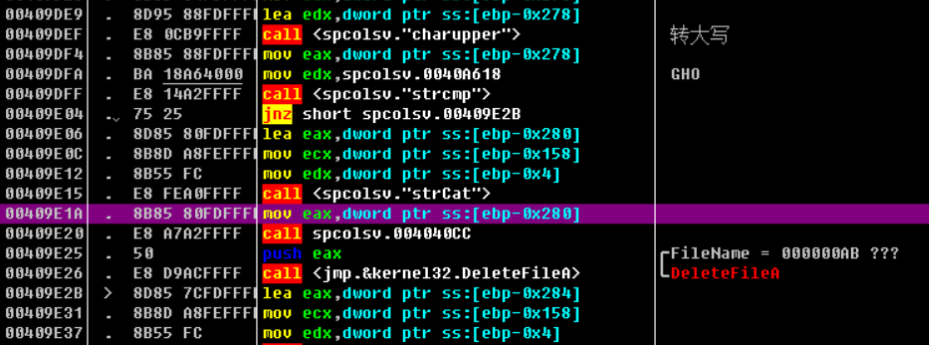 00409DE9 . 8D95 88FDFFFI lea edx,dword ptr ss:[ebp-0x278]
00409DEF . E8 0CB9FFFF call <spcolsv."charupper"> 转大写
00409DF4 . 8B85 88FDFFFI mov eax,dword ptr ss:[ebp-0x278]
00409DFA . BA 18A64000 mov edx,spcolsv.0040A618 GHO
00409DFF . E8 14A2FFFF call <spcolsv."strcmp">
00409E04 . 75 25 jnz short spcolsv.00409E2B
00409E06 . 8D85 80FDFFFI lea eax,dword ptr ss:[ebp-0x280]
00409E0C . 8B8D A8FEFFFI mov ecx,dword ptr ss:[ebp-0x158]
00409E12 . 8B55 FC mov edx,dword ptr ss:[ebp-0x4]
00409E15 . E8 FEA0FFFF call <spcolsv."strCat">
00409E1A . 8B85 80FDFFFI mov eax,dword ptr ss:[ebp-0x280]
00409E20 . E8 A7A2FFFF call spcolsv.004040CC
00409E25 . 50 push eax FileName = 000000AB ???
00409E26 . E8 D9ACFFFF call <jmp.&kernel32.DeleteFileA> DeleteFileA
00409E2B > 8D85 7CFDFFFI lea eax,dword ptr ss:[ebp-0x284]
00409E31 . 8B8D A8FEFFFI mov ecx,dword ptr ss:[ebp-0x158]
00409E37 . 8B55 FC mov edx,dword ptr ss:[ebp-0x4]